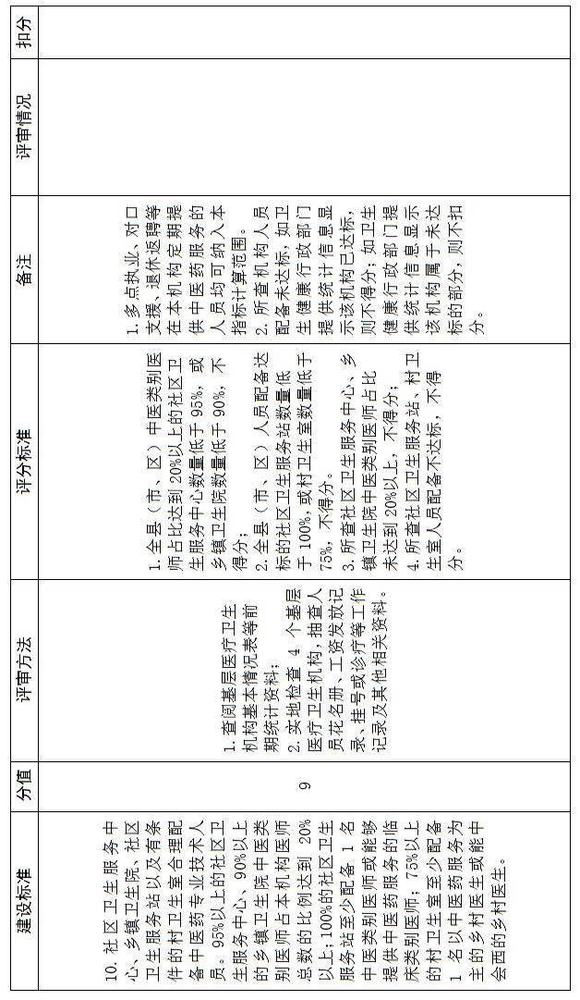 建设标准
分值
评审方法
评分标准
备注
评审情况
扣分
10. 社区卫生服务中
心、乡镇卫生院、社区
卫生服务站以及有条
件的村卫生室合理配
备中医药专业技术人
员。95%以上的社区卫
生服务中心、90%以上
的乡镇卫生院中医类
别医师占本机构医师
总数的比例达到 20%
以上;100%的社区卫生
服务站至少配备 1 名
中医类别医师或能够
提供中医药服务的临
床类别医师;75%以上
的村卫生室至少配备
1 名以中医药服务为
主的乡村医生或能中
会西的乡村医生。
9
1.查阅基层医疗卫生
机构基本情况表等前
期统计资料;
2.实地检查 4 个基层
医疗卫生机构,抽查人
员花名册、工资发放记
录、挂号或诊疗等工作
记录及其他相关资料。
1.全县(市、区)中医类别医
师占比达到 20%以上的社区卫
生服务中心数量低于 95%,或
乡镇卫生院数量低于 90%,不
得分;
2.全县(市、区)人员配备达
标的社区卫生服务站数量低
于 100%,或村卫生室数量低于
75%,不得分。
3.所查社区卫生服务中心、乡
镇卫生院中医类别医师占比
未达到 20%以上,不得分;
4.所查社区卫生服务站、村卫
生室人员配备不达标,不得
分。
1.多点执业、对口
支援、退休返聘等
在本机构定期提
供中医药服务的
人员均可纳入本
指标计算范围。
2.所查机构人员
配备未达标,如卫
生健康行政部门
提供统计信息显
示该机构已达标,
则不得分;如卫生
健康行政部门提
供统计信息显示
该机构属于未达
标的部分,则不扣
分。